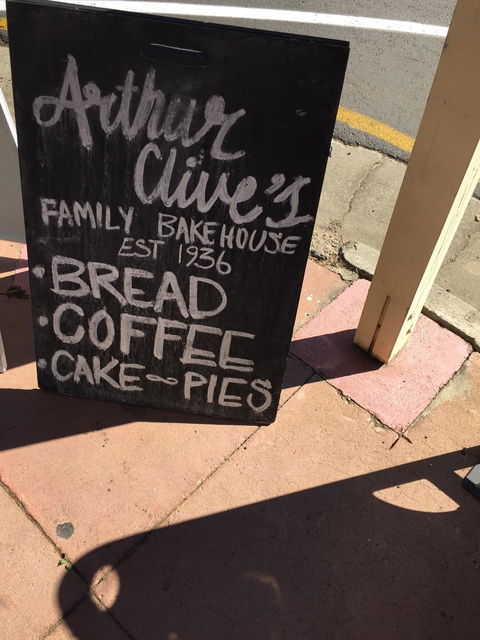 Arthur
Clive's
FAMILY BAKEHOUSE
EST 1936
• BREAD
• COFFEE
• CAKE ~ PIES